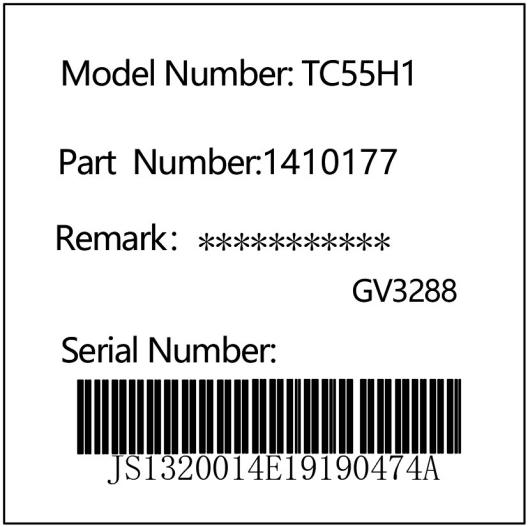 Model Number: TC55H1
Part Number:1410177
Remark： ***********
GV3288
Serial Number:
JS1320014E19190474A